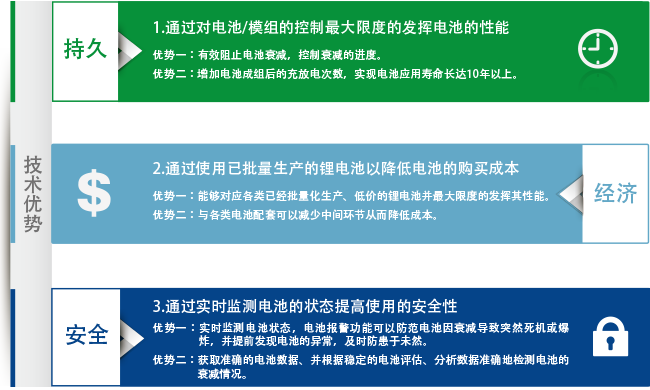 技术优势
持久
1.通过对电池/模组的控制最大限度的发挥电池的性能
优势一：有效阻止电池衰减，控制衰减的进度。
优势二：增加电池成组后的充放电次数，实现电池应用寿命长达10年以上。
$
2.通过使用已批量生产的锂电池以降低电池的购买成本
优势一：能够对应各类已经批量化生产、低价的锂电池并最大限度的发挥其性能。
优势二：与各类电池配套可以减少中间环节从而降低成本。
经济
安全
3.通过实时监测电池的状态提高使用的安全性
优势一：实时监测电池状态，电池报警功能可以防范电池因衰减导致突然死机或爆
炸，并提前发现电池的异常，及时防患于未然。
优势二：获取准确的电池数据、并根据稳定的电池评估、分析数据准确地检测电池的
衰减情况。